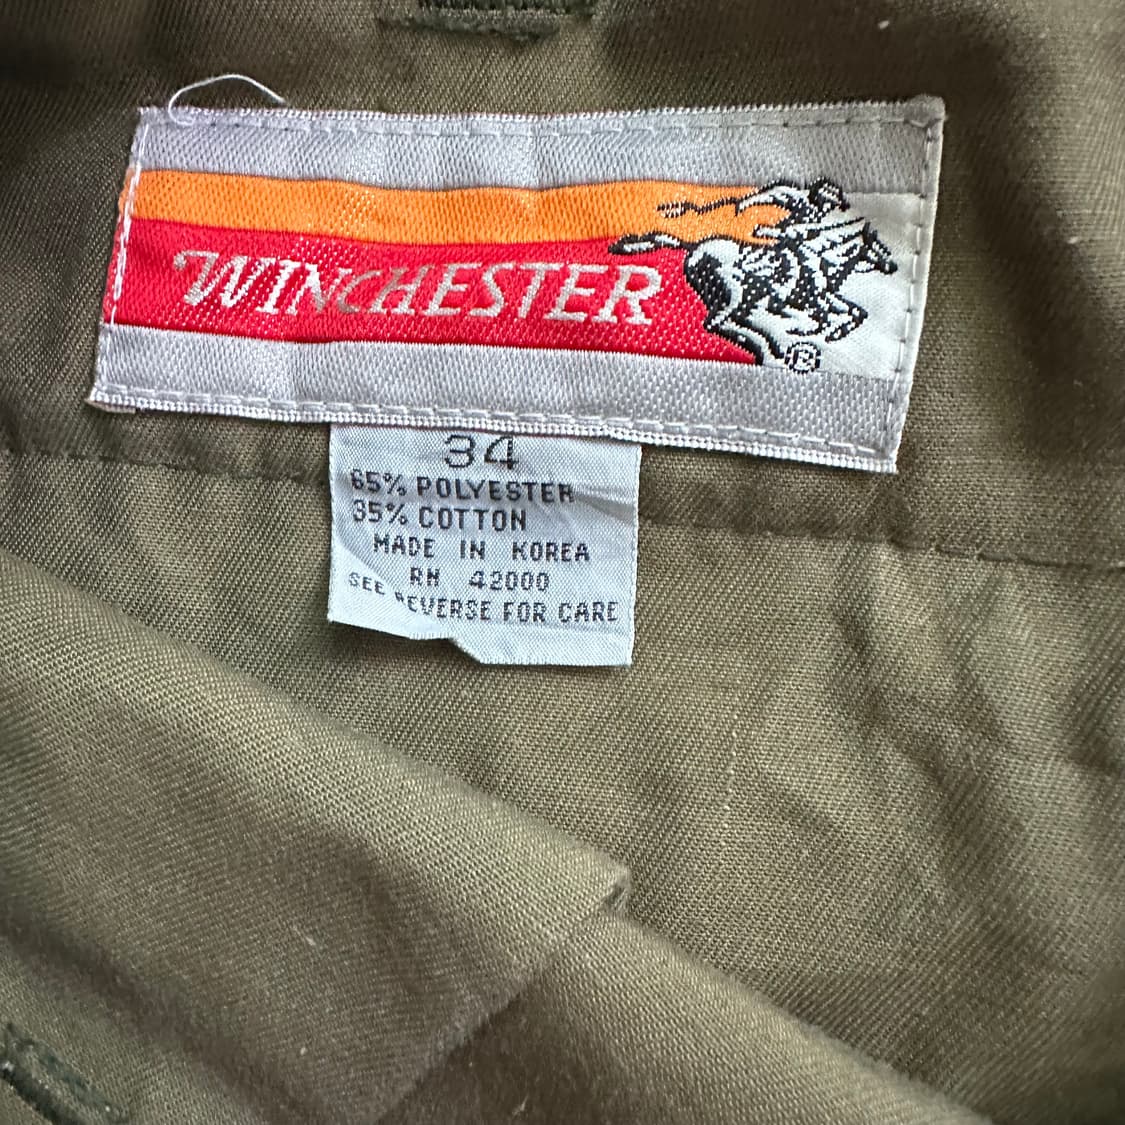 WINCHESTER
®
34
65% POLYESTER
35% COTTON
MADE IN KOREA
RN 42000
SEE REVERSE FOR CARE